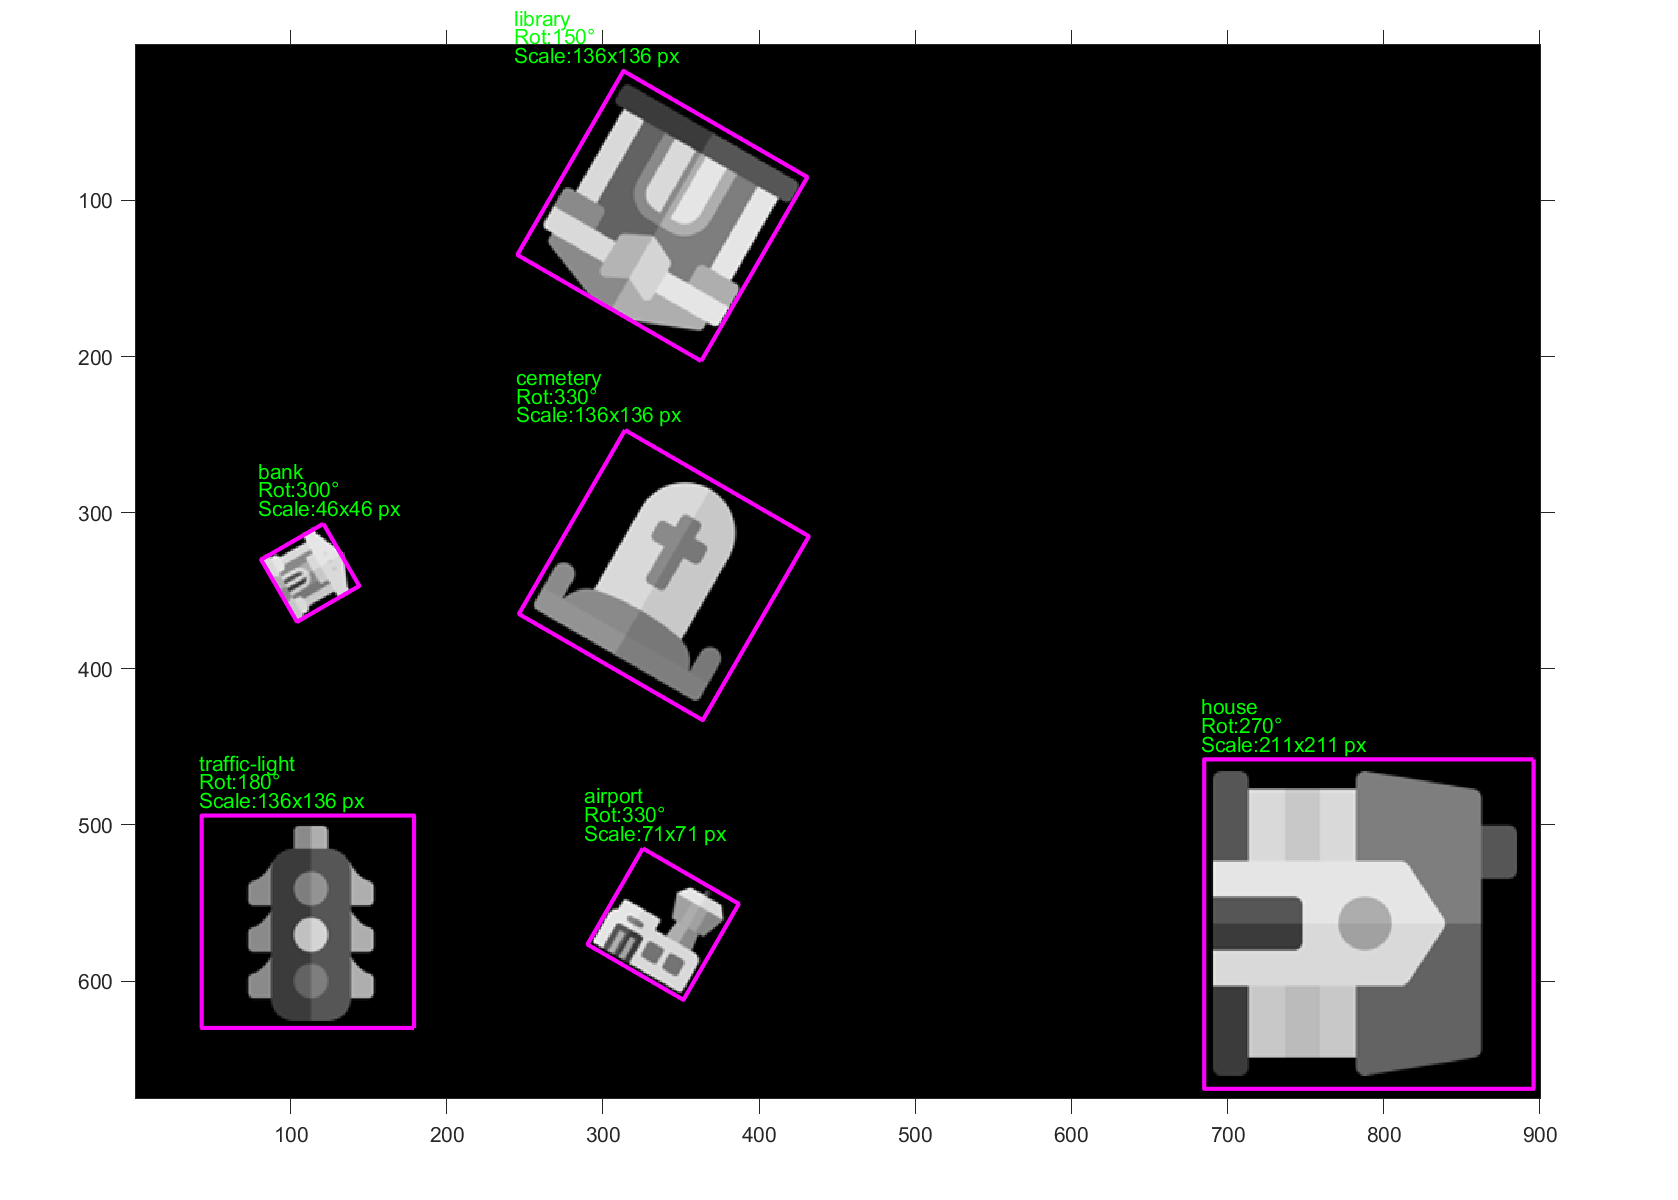 library
Rot:150°
Scale:136x136 px
cemetery
Rot:330°
Scale:136x136 px
bank
Rot:300°
Scale:46x46 px
house
Rot:270°
Scale:211x211 px
traffic-light
Rot:180°
Scale:136x136 px
airport
Rot:330°
Scale:71x71 px
100
200
300
400
500
600
100 200 300 400 500 600 700 800 900